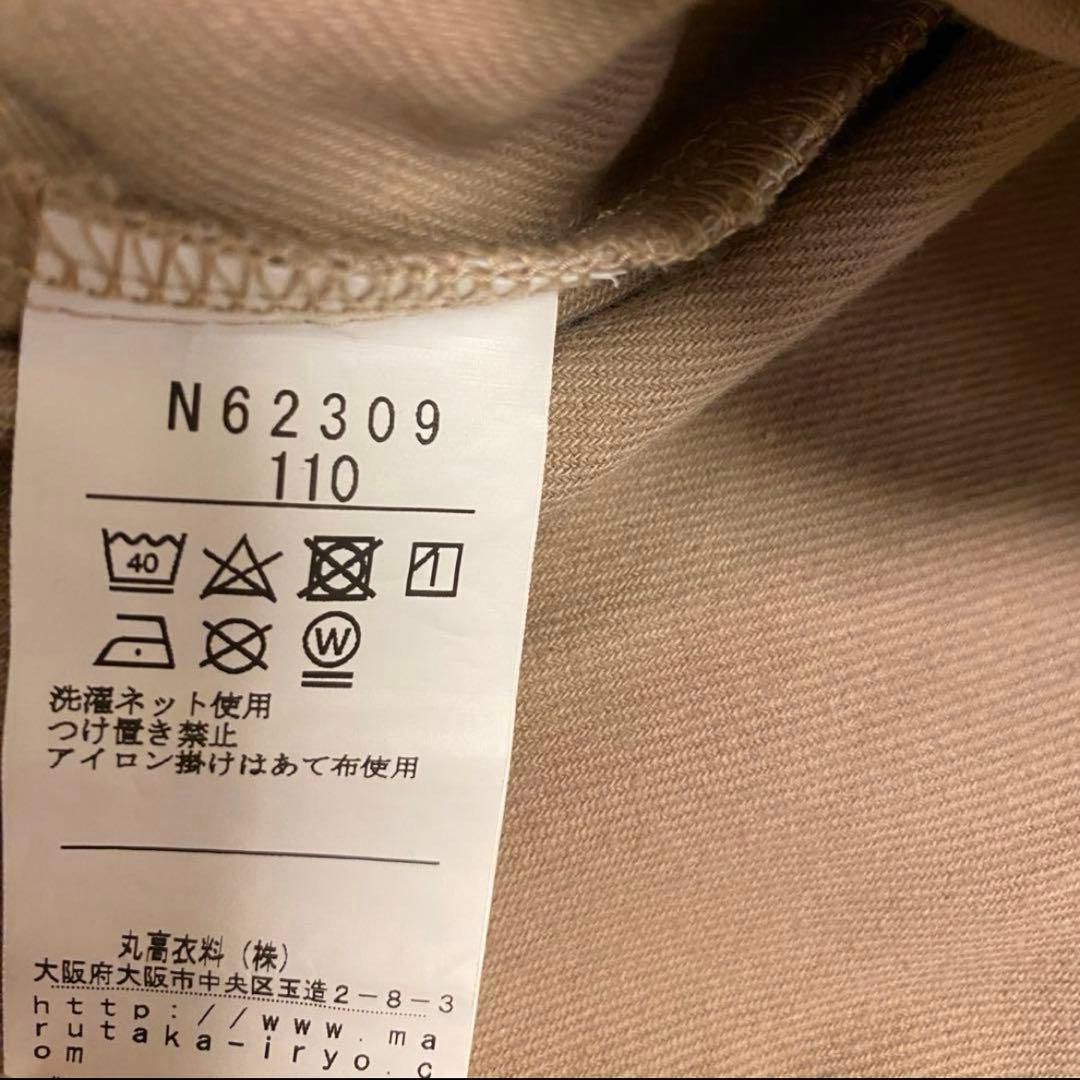 N62309
110
40
W
洗濯ネット使用
つけ置き禁止
アイロン掛けはあて布使用
丸高衣料（株）
大阪府大阪市中央区玉造2－8－3
http://www.ma
rutaka-iryo.c
om